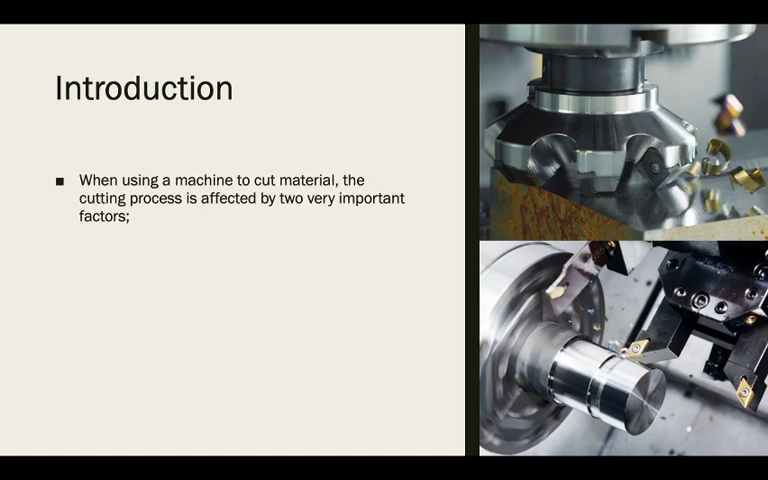 Introduction
■ When using a machine to cut material, the
cutting process is affected by two very important
factors;